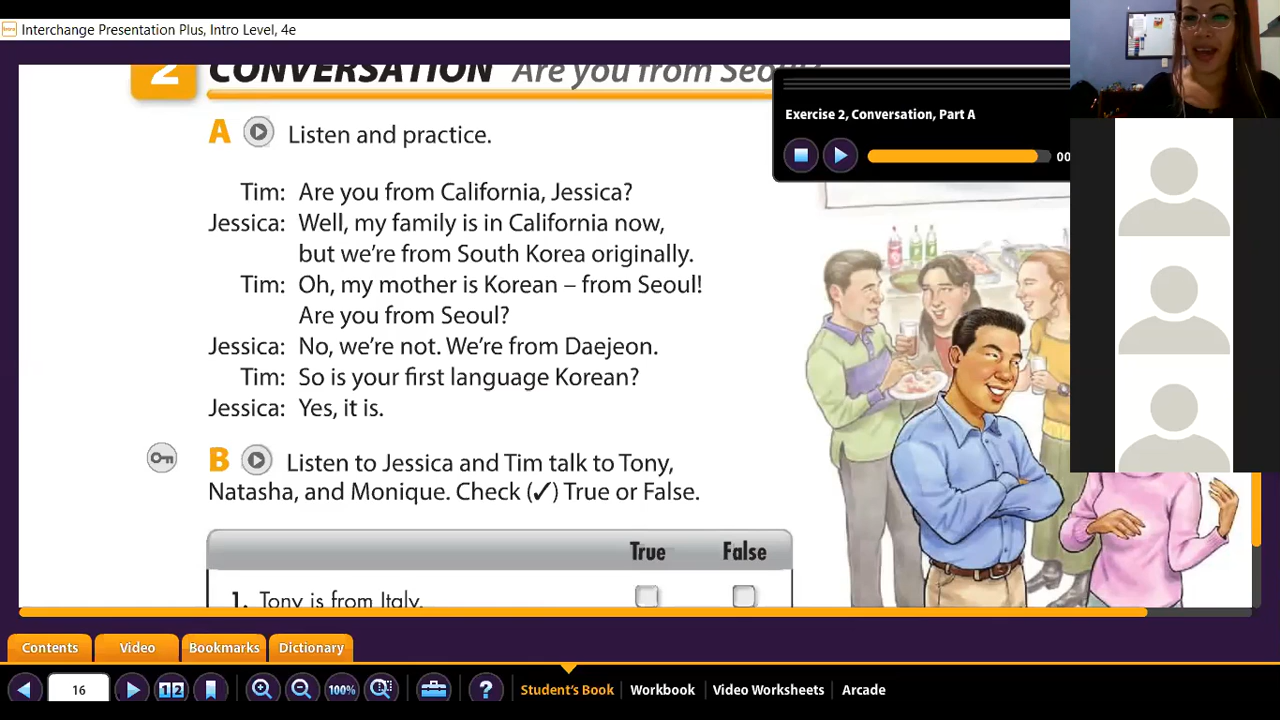 Interchange Presentation Plus, Intro Level, 4e
2 CONVERSATION Are you from Seoul?
Exercise 2, Conversation, Part A
00
A Listen and practice.
Tim: Are you from California, Jessica?
Jessica: Well, my family is in California now,
but we're from South Korea originally.
Tim: Oh, my mother is Korean – from Seoul!
Are you from Seoul?
Jessica: No, we're not. We're from Daejeon.
Tim: So is your first language Korean?
Jessica: Yes, it is.
B Listen to Jessica and Tim talk to Tony,
Natasha, and Monique. Check (✓) True or False.
True False
1. Tony is from Italy.
Contents Video Bookmarks Dictionary
16 12 100% ? Student's Book Workbook Video Worksheets Arcade